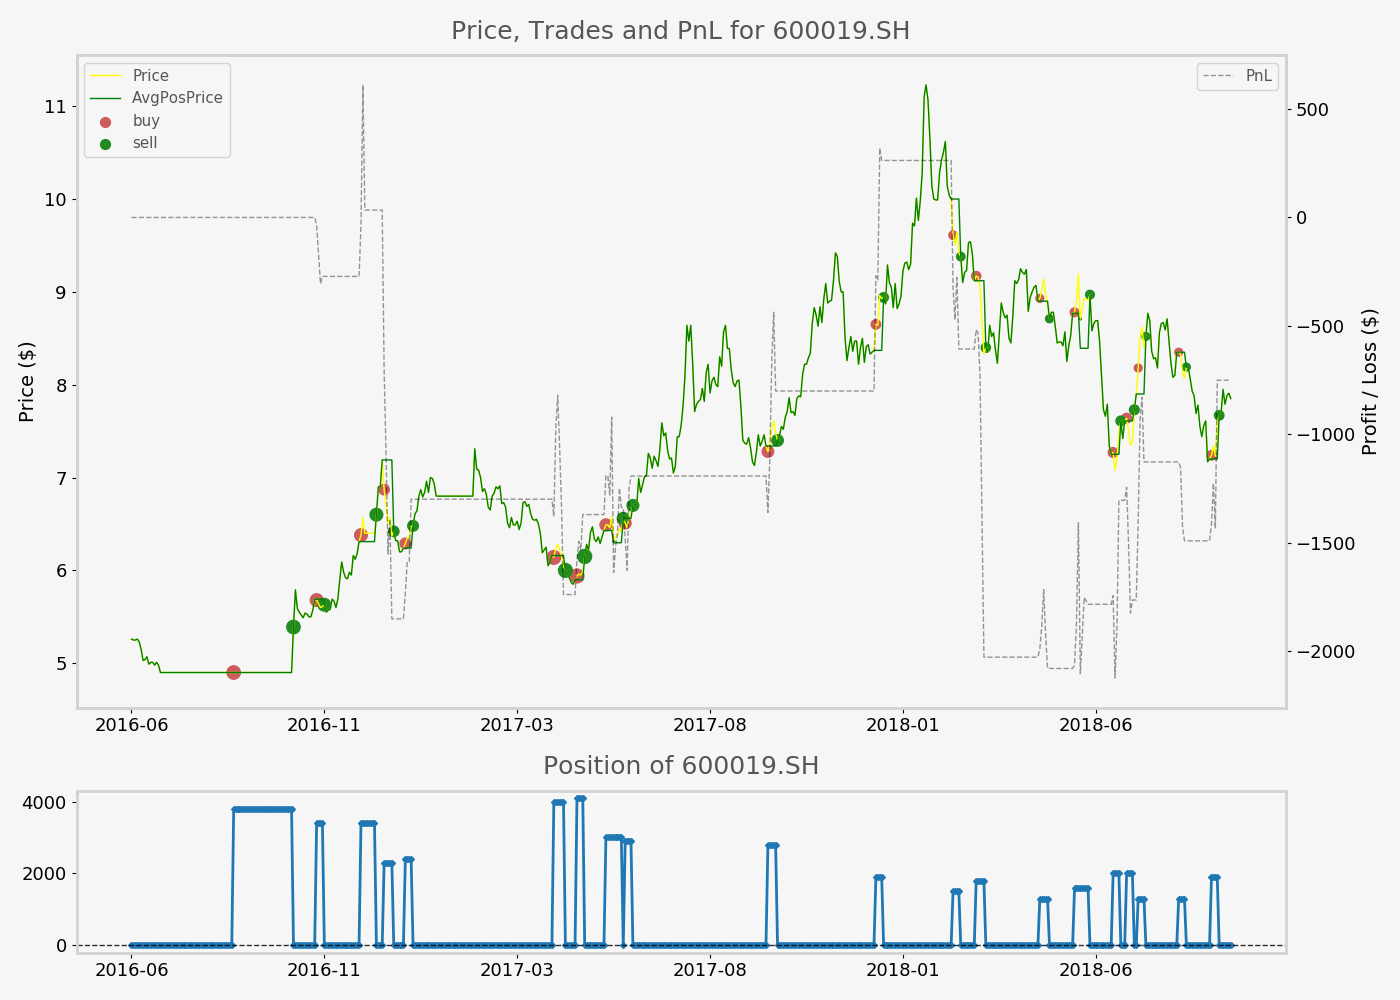 Price, Trades and PnL for 600019.SH
Price
AvgPosPrice
buy
sell
PnL
Price ($)
11
10
9
8
7
6
5
Profit / Loss ($)
500
0
−500
−1000
−1500
−2000
2016-06 2016-11 2017-03 2017-08 2018-01 2018-06
Position of 600019.SH
4000
2000
0
2016-06 2016-11 2017-03 2017-08 2018-01 2018-06